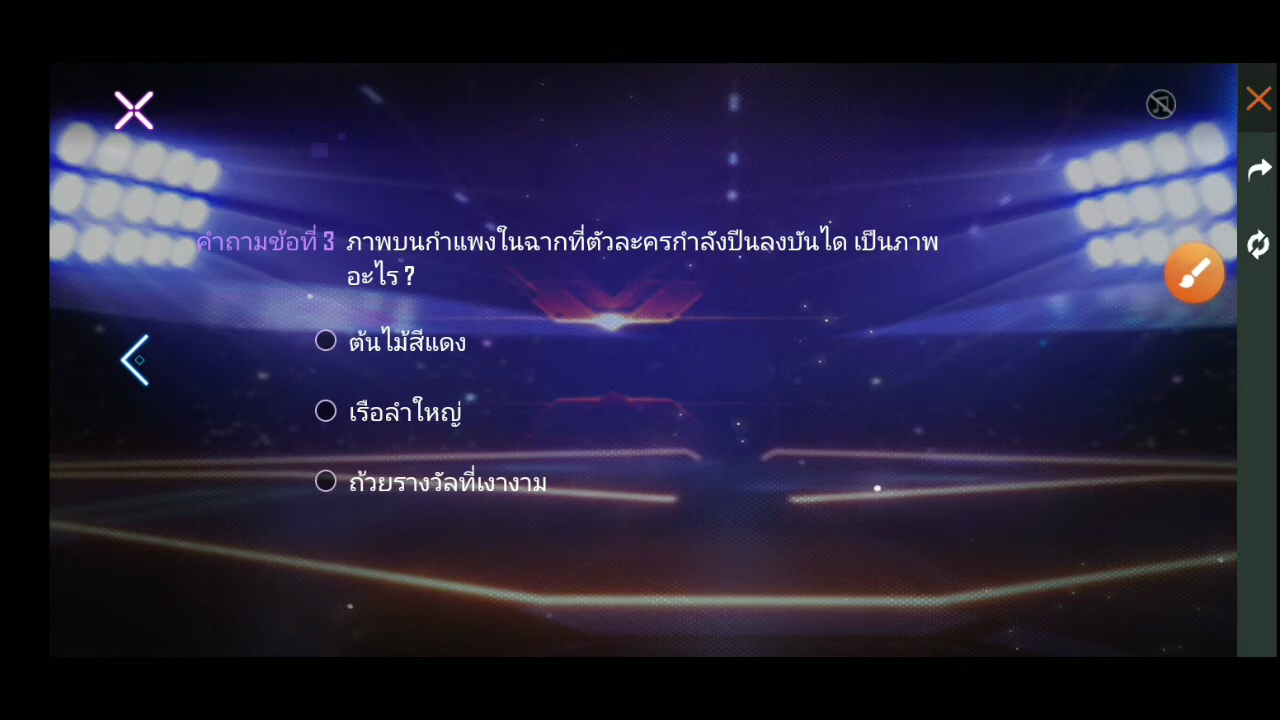 คำถามข้อที่ 3 ภาพบนกำแพงในฉากที่ตัวละครกำลังปีนลงบันได เป็นภาพ
อะไร ?
ต้นไม้สีแดง
เรือลำใหญ่
ถ้วยรางวัลที่เงางาม